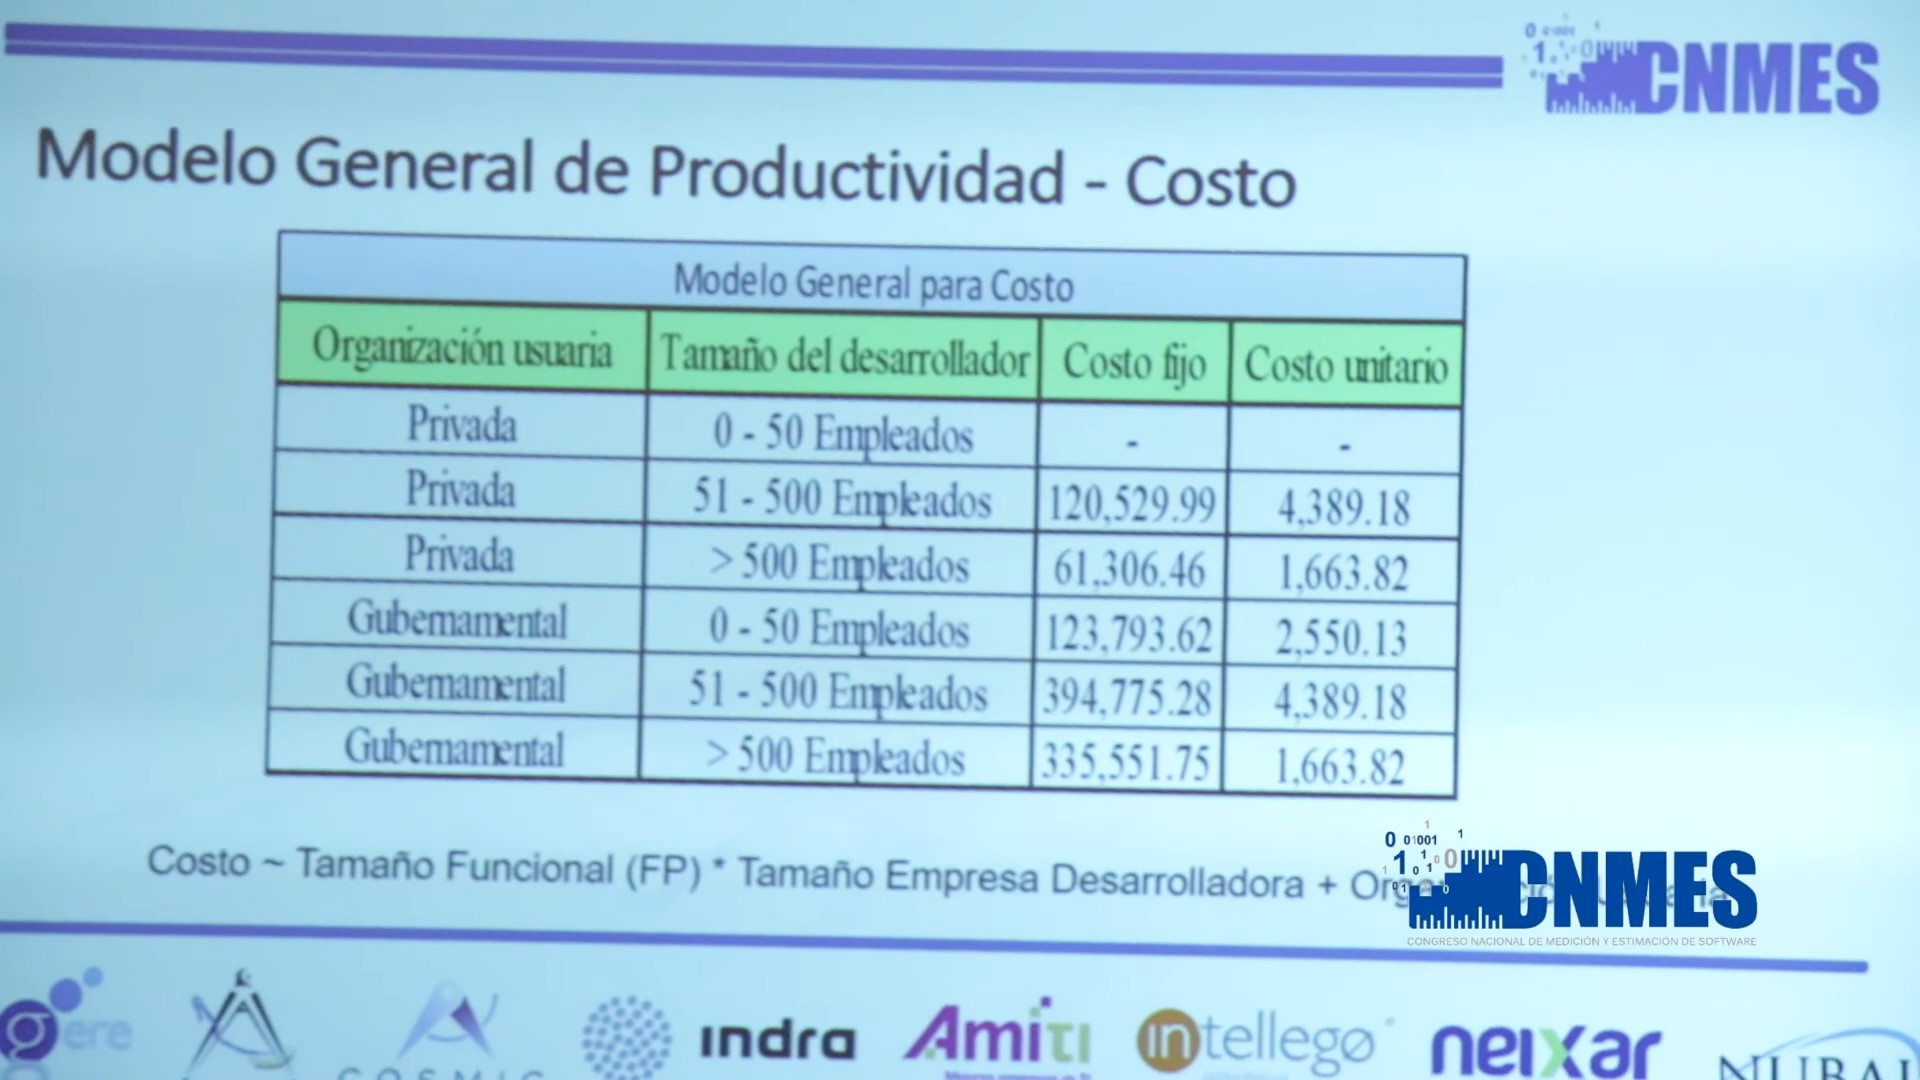 CNMES
Modelo General de Productividad - Costo
Modelo General para Costo
Organización usuaria Tamaño del desarrollador Costo fijo Costo unitario
Privada 0 - 50 Empleados - -
Privada 51 - 500 Empleados 120,529.99 4,389.18
Privada > 500 Empleados 61,306.46 1,663.82
Gubernamental 0 - 50 Empleados 123,793.62 2,550.13
Gubernamental 51 - 500 Empleados 394,775.28 4,389.18
Gubernamental > 500 Empleados 335,551.75 1,663.82
Costo ~ Tamaño Funcional (FP) * Tamaño Empresa Desarrolladora +
CNMES
CONGRESO NACIONAL DE MEDICIÓN Y ESTIMACIÓN DE SOFTWARE
gere COSMIC indra Amiti intellego neixar